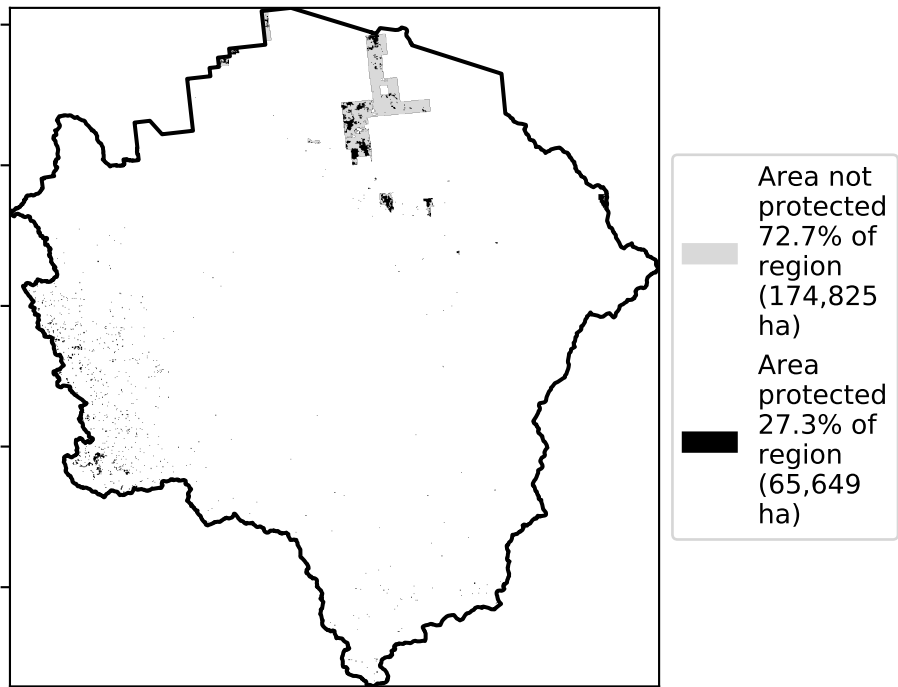 Area not
protected
72.7% of
region
(174,825
ha)
Area
protected
27.3% of
region
(65,649
ha)